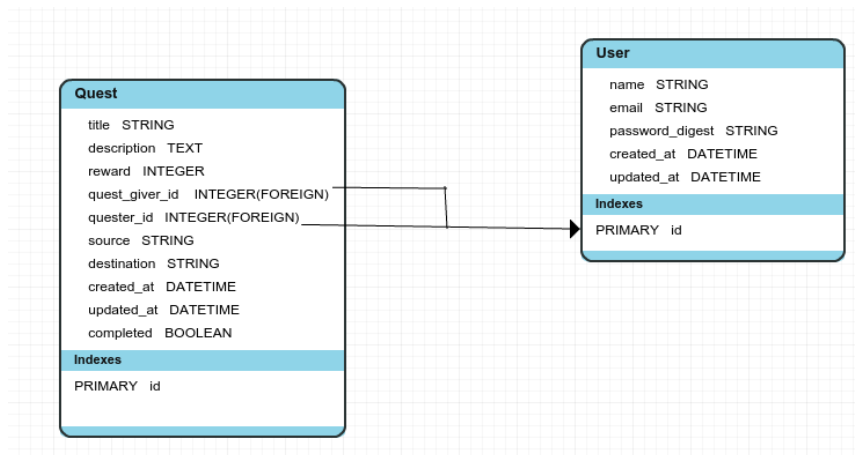 Quest
title STRING
description TEXT
reward INTEGER
quest_giver_id INTEGER(FOREIGN)
quester_id INTEGER(FOREIGN)
source STRING
destination STRING
created_at DATETIME
updated_at DATETIME
completed BOOLEAN
Indexes
PRIMARY id
User
name STRING
email STRING
password_digest STRING
created_at DATETIME
updated_at DATETIME
Indexes
PRIMARY id